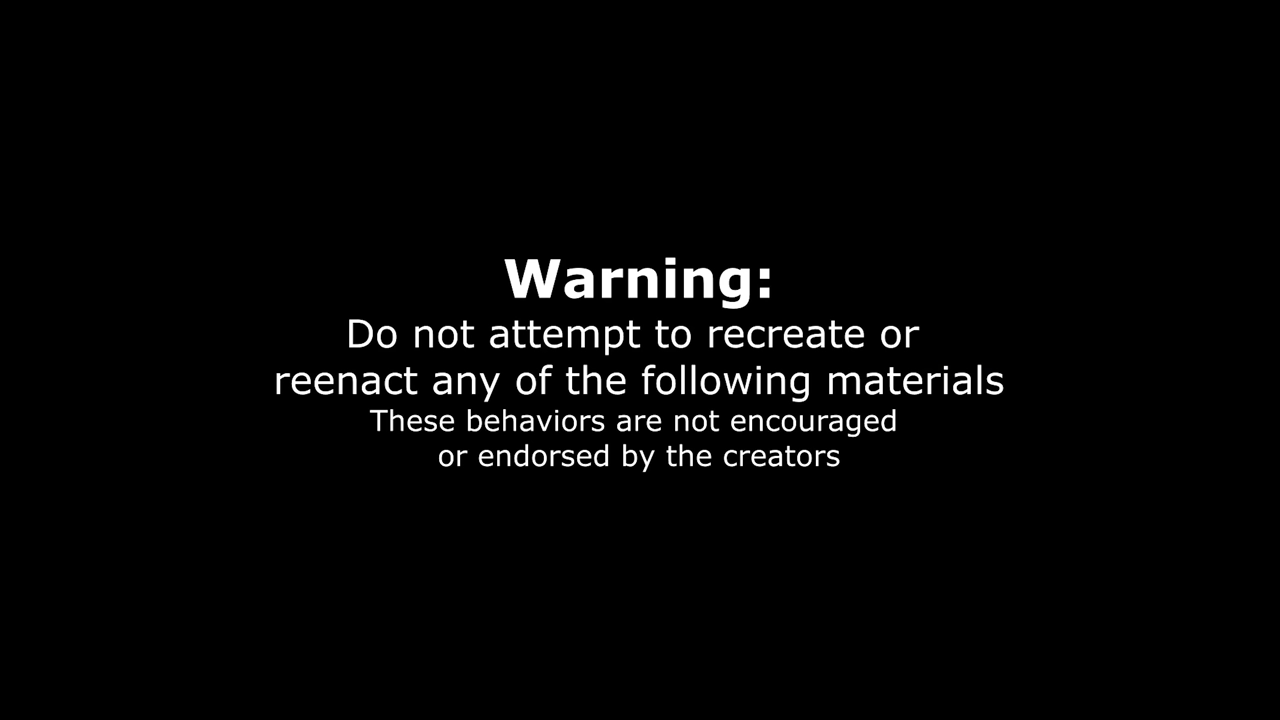 Warning:
Do not attempt to recreate or
reenact any of the following materials
These behaviors are not encouraged
or endorsed by the creators